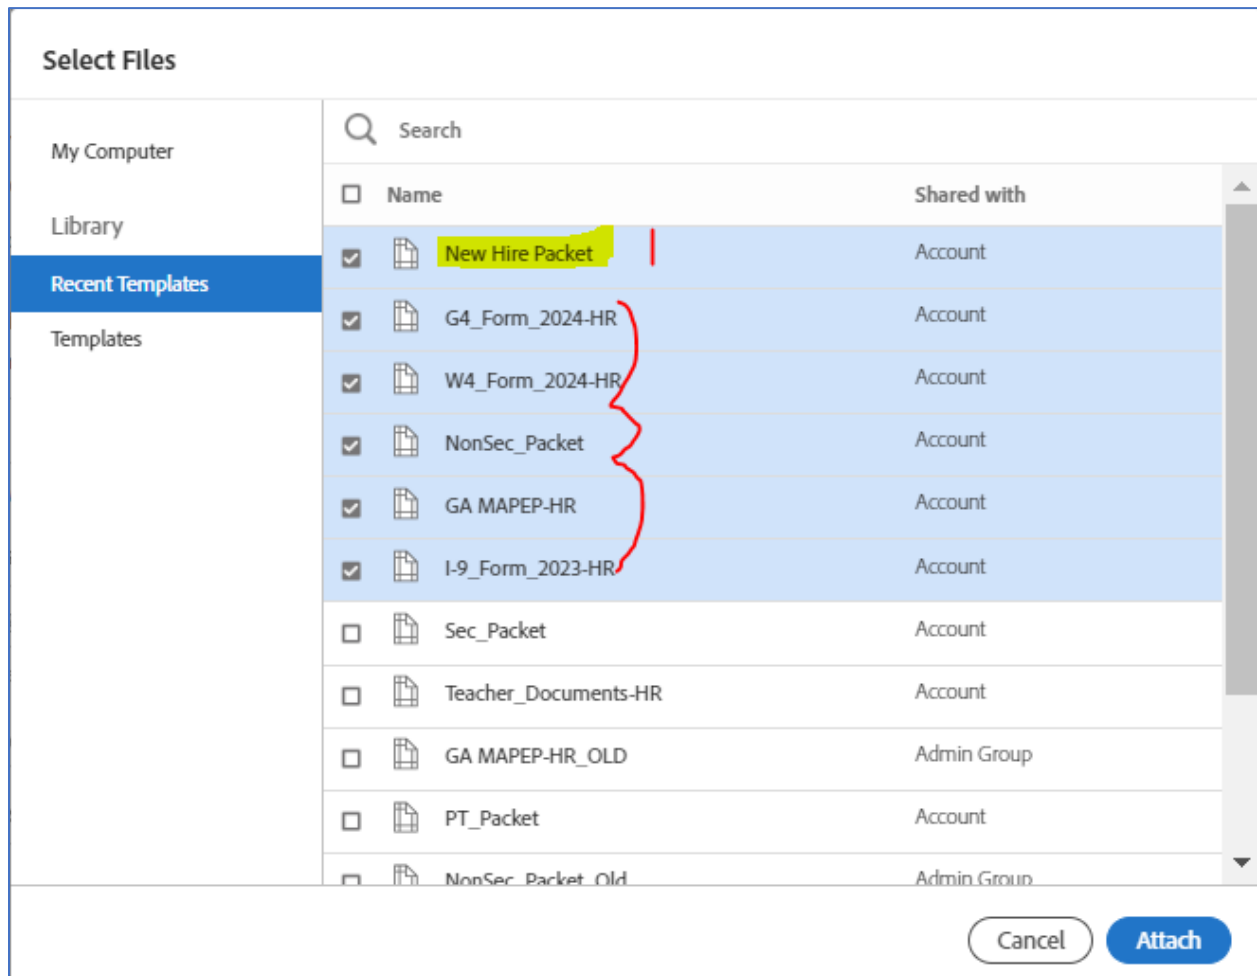 Select FIles
My Computer
Library
Recent Templates
Templates
Search
Name Shared with
New Hire Packet Account
G4_Form_2024-HR Account
W4_Form_2024-HR Account
NonSec_Packet Account
GA MAPEP-HR Account
I-9_Form_2023-HR Account
Sec_Packet Account
Teacher_Documents-HR Account
GA MAPEP-HR_OLD Admin Group
PT_Packet Account
NonSec_Packet_Old Admin Group
Cancel Attach